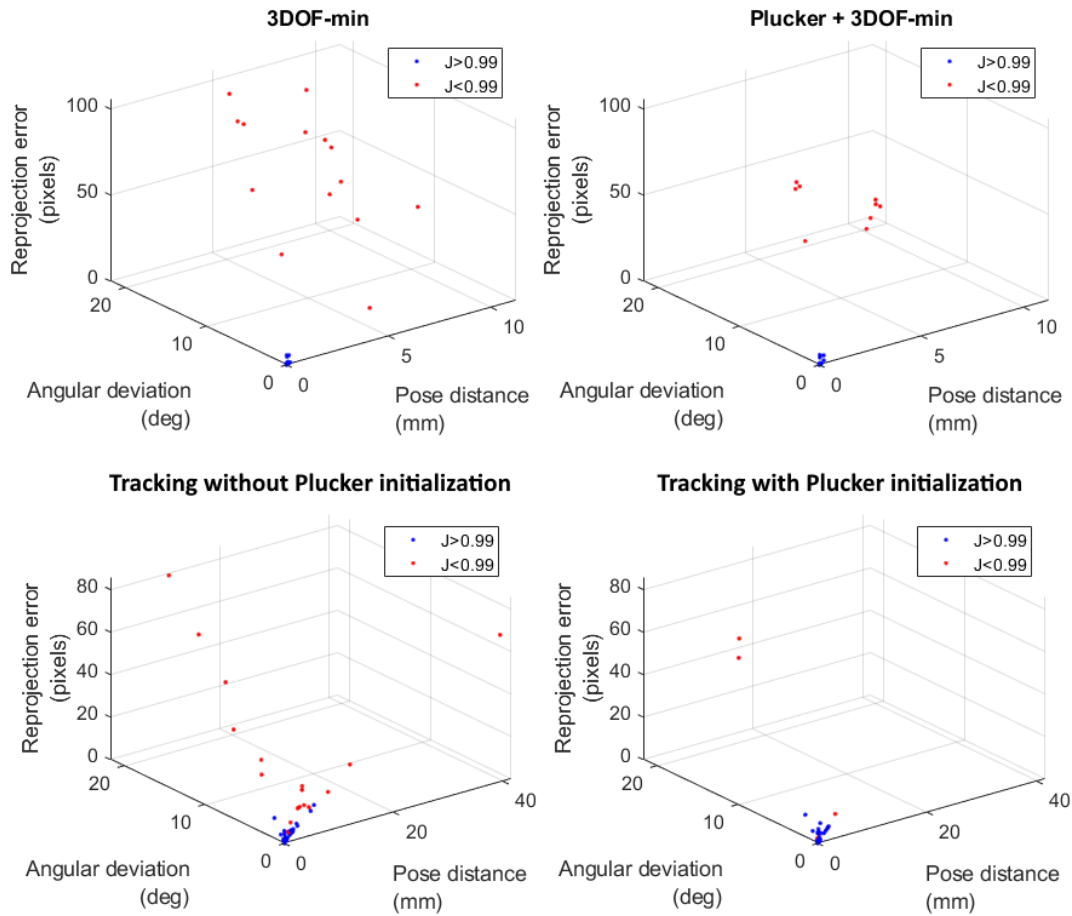 3DOF-min
J>0.99
J<0.99
Reprojection error
(pixels)
100
50
0
20
10
0
0
5
10
Angular deviation
(deg)
Pose distance
(mm)
Plucker + 3DOF-min
J>0.99
J<0.99
Reprojection error
(pixels)
100
50
0
20
10
0
0
5
10
Angular deviation
(deg)
Pose distance
(mm)
Tracking without Plucker initialization
J>0.99
J<0.99
Reprojection error
(pixels)
80
60
40
20
0
20
10
0
0
20
40
Angular deviation
(deg)
Pose distance
(mm)
Tracking with Plucker initialization
J>0.99
J<0.99
Reprojection error
(pixels)
80
60
40
20
0
20
10
0
0
20
40
Angular deviation
(deg)
Pose distance
(mm)